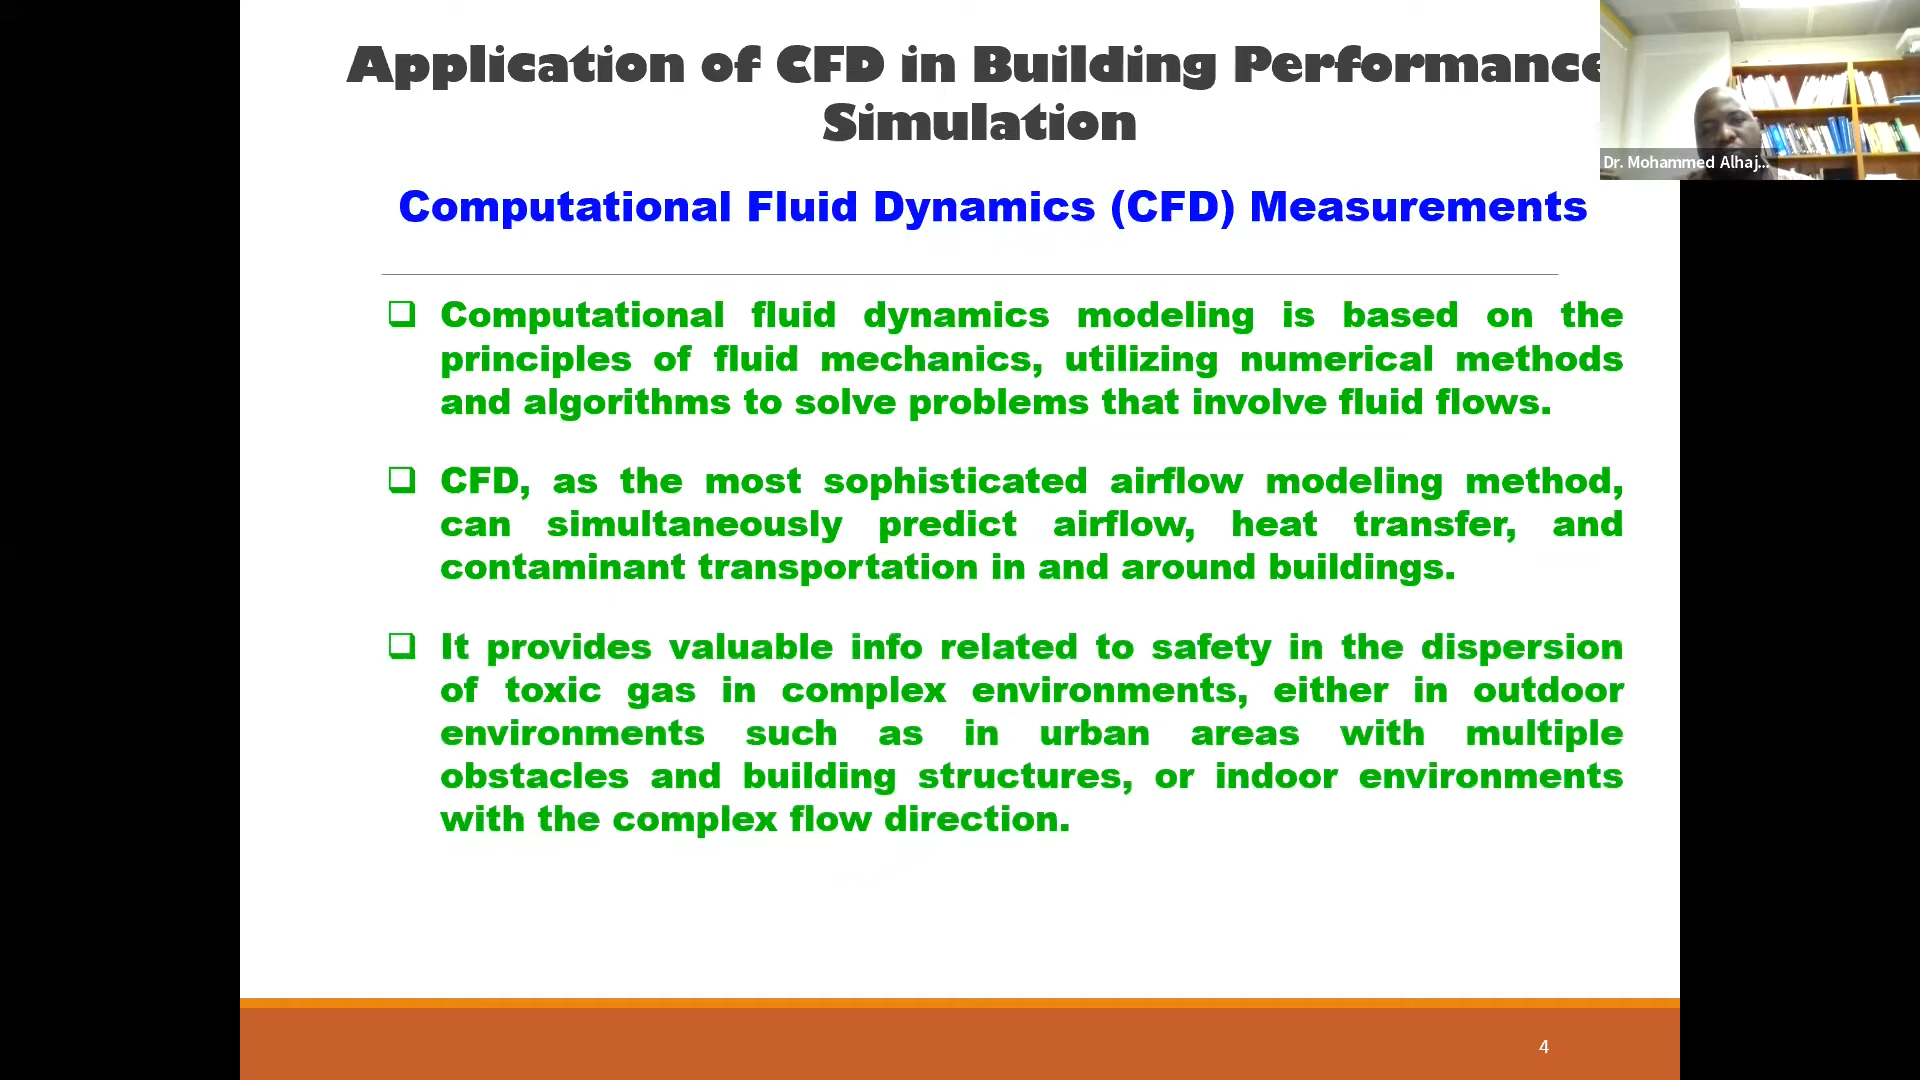 Application of CFD in Building Performance
Simulation
Dr. Mohammed Alhaj...
Computational Fluid Dynamics (CFD) Measurements
❑ Computational fluid dynamics modeling is based on the
principles of fluid mechanics, utilizing numerical methods
and algorithms to solve problems that involve fluid flows.
❑ CFD, as the most sophisticated airflow modeling method,
can simultaneously predict airflow, heat transfer, and
contaminant transportation in and around buildings.
❑ It provides valuable info related to safety in the dispersion
of toxic gas in complex environments, either in outdoor
environments such as in urban areas with multiple
obstacles and building structures, or indoor environments
with the complex flow direction.
4